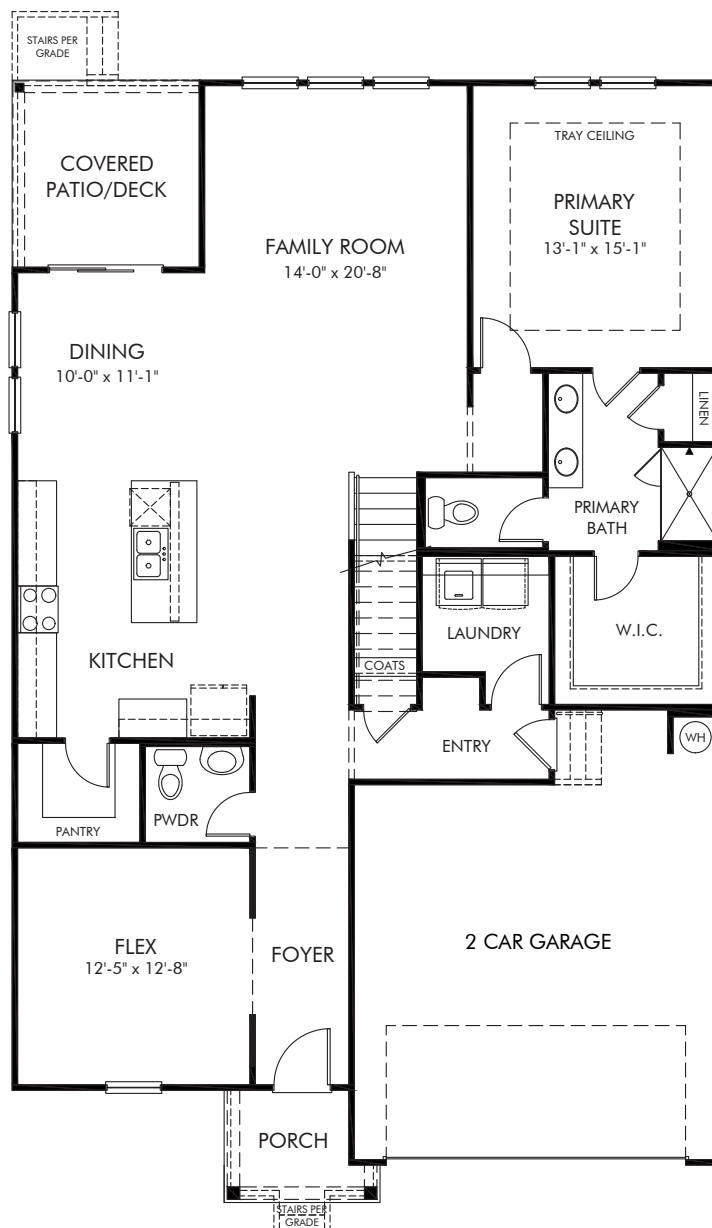 STAIRS PER
GRADE
COVERED
PATIO/DECK
TRAY CEILING
PRIMARY
SUITE
13'-1" x 15'-1"
FAMILY ROOM
14'-0" x 20'-8"
DINING
10'-0" x 11'-1"
LINEN
PRIMARY
BATH
LAUNDRY
W.I.C.
KITCHEN
COATS
ENTRY
WH
PANTRY
PWDR
FLEX
12'-5" x 12'-8"
FOYER
2 CAR GARAGE
PORCH
STAIRS PER
GRADE